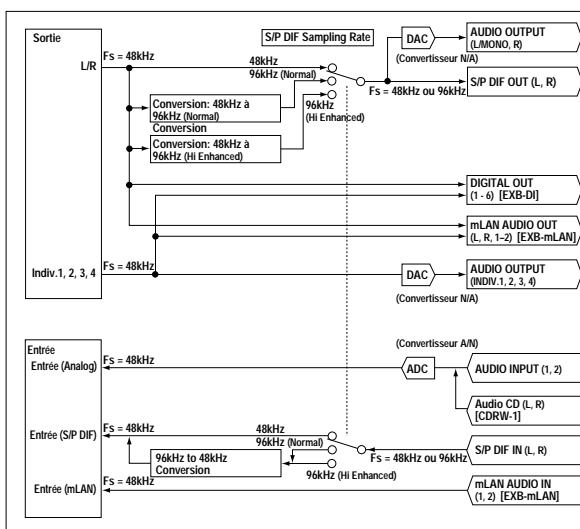 Sortie
L/R
Fs = 48kHz
S/P DIF Sampling Rate
48kHz
96kHz (Normal)
96kHz
(Hi Enhanced)
Conversion: 48kHz à
96kHz (Normal)
Conversion
Conversion: 48kHz à
96kHz (Hi Enhanced)
DAC
(Convertisseur N/A)
AUDIO OUTPUT
(L/MONO, R)
S/P DIF OUT (L, R)
Fs = 48kHz ou 96kHz
DIGITAL OUT
(1 - 6) [EXB-DI]
mLAN AUDIO OUT
(L, R, 1–2) [EXB-mLAN]
Indiv.1, 2, 3, 4
Fs = 48kHz
DAC
(Convertisseur N/A)
AUDIO OUTPUT
(INDIV.1, 2, 3, 4)
Entrée
Entrée (Analog)
Fs = 48kHz
(Convertisseur A/N)
ADC
AUDIO INPUT (1, 2)
Audio CD (L, R)
[CDRW-1]
Entrée (S/P DIF)
Fs = 48kHz
48kHz
96kHz (Normal)
96kHz to 48kHz
Conversion
96kHz (Hi Enhanced)
Fs = 48kHz ou 96kHz
S/P DIF IN (L, R)
Entrée (mLAN)
Fs = 48kHz
mLAN AUDIO IN
(1, 2) [EXB-mLAN]